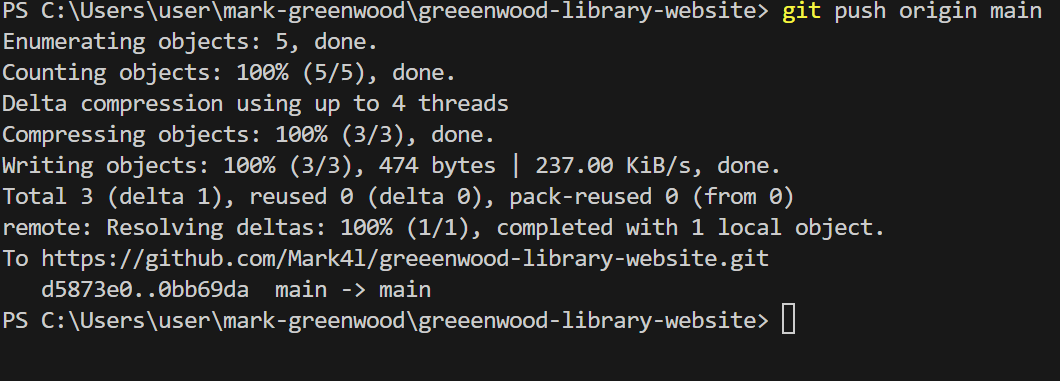 PS C:\Users\user\mark-greenwood\greeenwood-library-website> git push origin main
Enumerating objects: 5, done.
Counting objects: 100% (5/5), done.
Delta compression using up to 4 threads
Compressing objects: 100% (3/3), done.
Writing objects: 100% (3/3), 474 bytes | 237.00 KiB/s, done.
Total 3 (delta 1), reused 0 (delta 0), pack-reused 0 (from 0)
remote: Resolving deltas: 100% (1/1), completed with 1 local object.
To https://github.com/Mark4l/greeenwood-library-website.git
   d5873e0..0bb69da  main -> main
PS C:\Users\user\mark-greenwood\greeenwood-library-website>